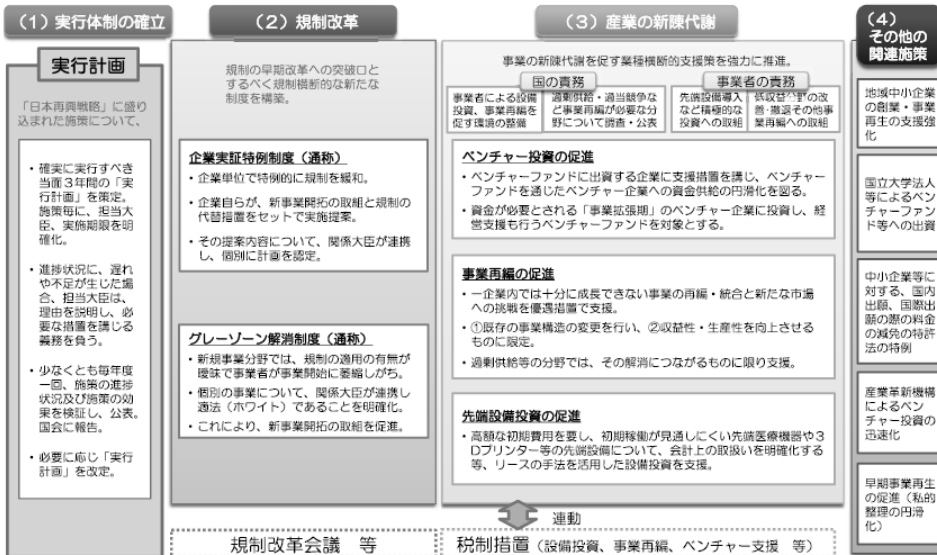 (1)実行体制の確立
実行計画
「日本再興戦略」に盛り
込まれた施策について、
・確実に実行すべき
当面3年間の「実
行計画」を策定。
施策毎に、担当大
臣、実施期限を明
確化。
・進捗状況に、遅れ
や不足が生じた場
合、担当大臣は、
理由を説明し、必
要な措置を講じる
義務を負う。
・少なくとも毎年度
一回、施策の進捗
状況及び施策の効
果を検証し、公表。
国会に報告。
・必要に応じ「実行
計画」を改定。
(2)規制改革
規制の早期改革への突破口と
するべく規制横断的な新たな
制度を構築。
企業実証特例制度(通称)
・企業単位で特例的に規制を緩和。
・企業自らが、新事業開拓の取組と規制の
代替措置をセットで実施提案。
・その提案内容について、関係大臣が連携
し、個別に計画を認定。
グレーゾーン解消制度(通称)
・新規事業分野では、規制の適用の有無が
曖昧で事業者が事業開始に萎縮しがち。
・個別の事業について、関係大臣が連携し
適法(ホワイト)であることを明確化。
・これにより、新事業開拓の取組を促進。
規制改革会議 等
(3)産業の新陳代謝
事業の新陳代謝を促す業種横断的支援策を強力に推進。
国の責務
事業者による設備
投資、事業再編を
促す環境の整備
過剰供給・過当競争な
ど事業再編が必要な分
野について調査・公表
事業者の責務
先端設備導入
など積極的な
投資への取組
低収益分野の改
善・撤退その他事
業再編への取組
ベンチャー投資の促進
・ベンチャーファンドに出資する企業に支援措置を講じ、ベンチャー
ファンドを通じたベンチャー企業への資金供給の円滑化を図る。
・資金が必要とされる「事業拡張期」のベンチャー企業に投資し、経
営支援も行うベンチャーファンドを対象とする。
事業再編の促進
・一企業内では十分に成長できない事業の再編・統合と新たな市場
への挑戦を優遇措置で支援。
・①既存の事業構造の変更を行い、②収益性・生産性を向上させる
ものに限定。
・過剰供給等の分野では、その解消につながるものに限り支援。
先端設備投資の促進
・高額な初期費用を要し、初期稼働が見通しにくい先端医療機器や3
Dプリンター等の先端設備について、会計上の取扱いを明確化する
等、リースの手法を活用した設備投資を支援。
連動
税制措置(設備投資、事業再編、ベンチャー支援 等)
(4)
その他の
関連施策
地域中小企業
の創業・事業
再生の支援強
化
国立大学法人
等によるベン
チャーファン
ド等への出資
中小企業等に
対する、国内
出願、国際出
願の際の料金
の減免の特許
法の特例
産業革新機構
によるベン
チャー投資の
迅速化
早期事業再生
の促進(私的
整理の円滑
化)